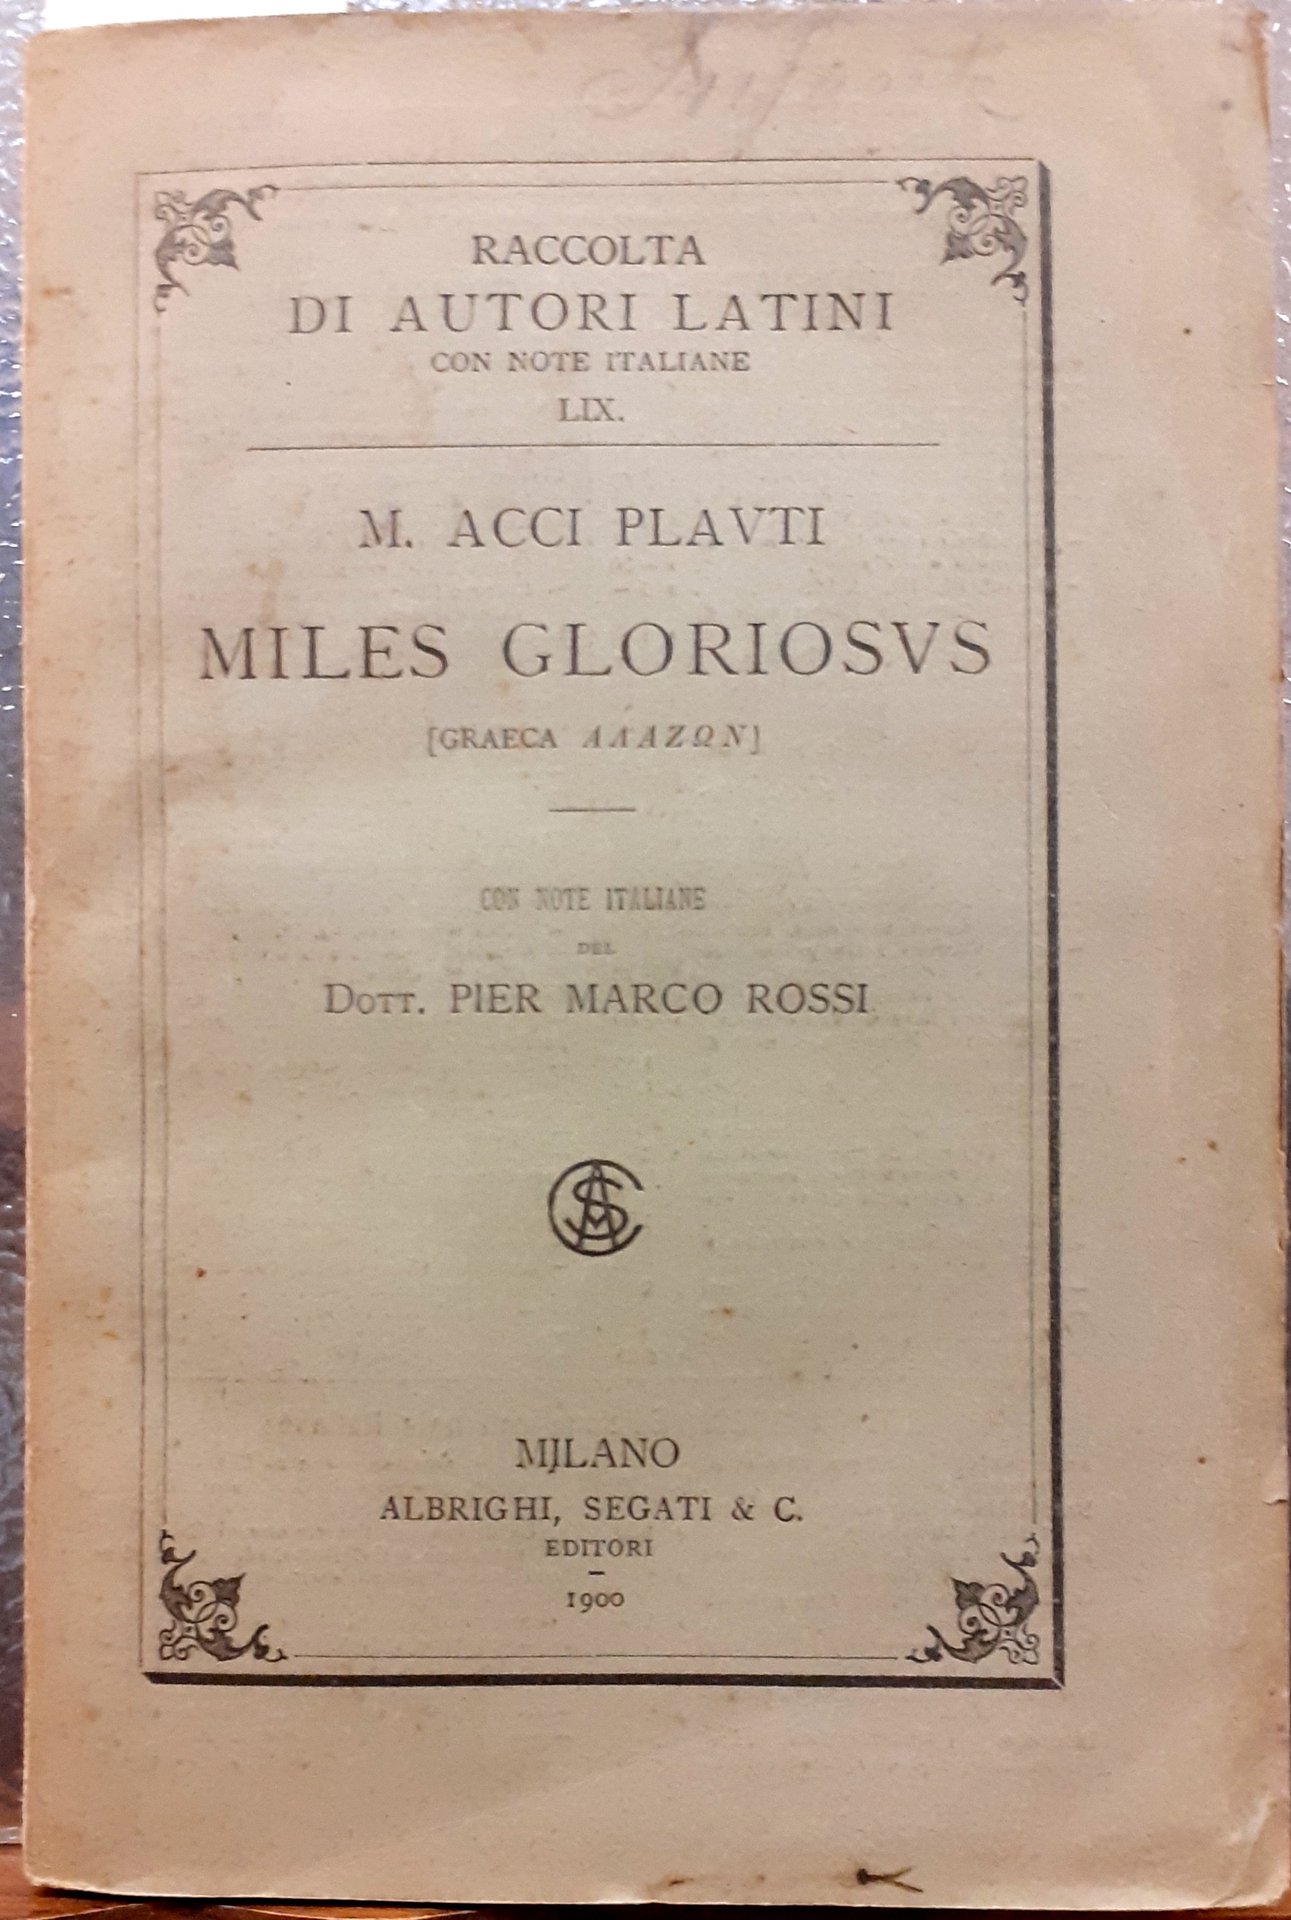 RACCOLTA
DI AUTORI LATINI
CON NOTE ITALIANE
LIX.
M. ACCI PLAVTI
MILES GLORIOSVS
[GRAECA ΑΛΑΖΩΝ]
CON NOTE ITALIANE
DEL
DOTT. PIER MARCO ROSSI
MILANO
ALBRIGHI, SEGATI & C.
EDITORI
1900